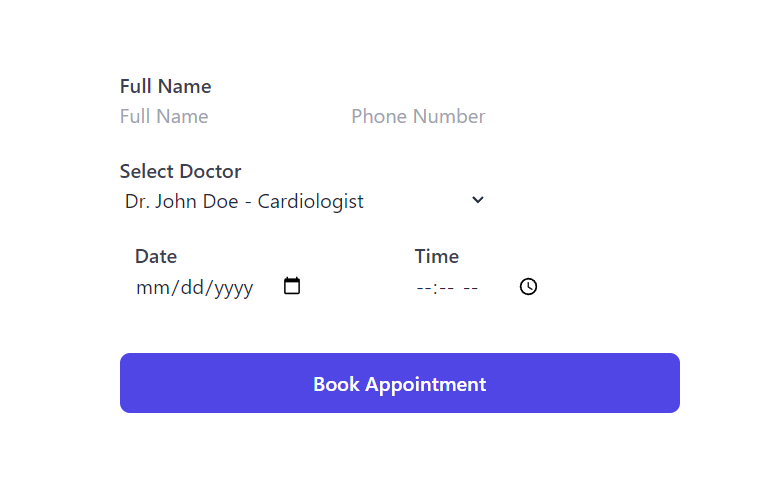 Full Name
Full Name Phone Number
Select Doctor
Dr. John Doe - Cardiologist
Date Time
mm/dd/yyyy --:-- --
Book Appointment